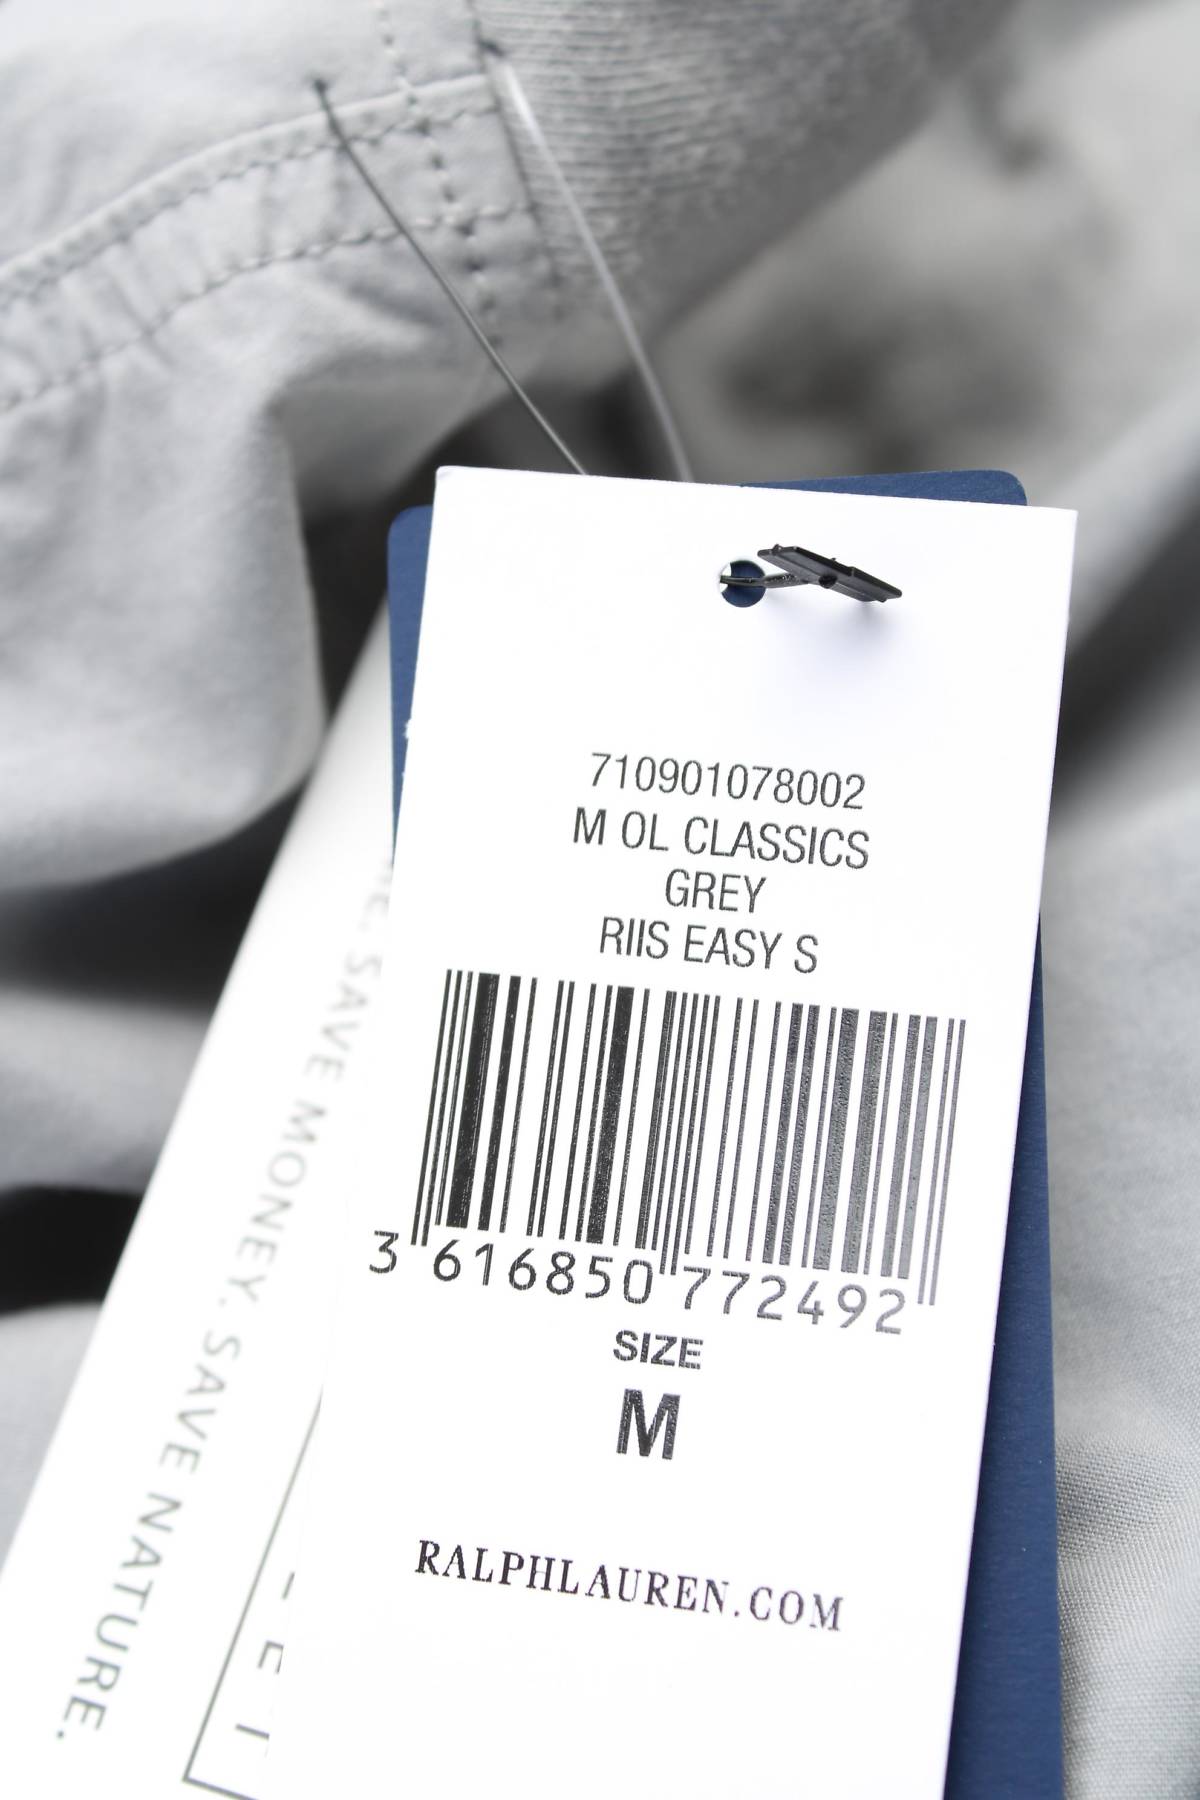 710901078002
M OL CLASSICS
GREY
RIIS EASY S
3 616850 772492
SIZE
M
RALPHLAUREN.COM
SAVE MONEY. SAVE NATURE.